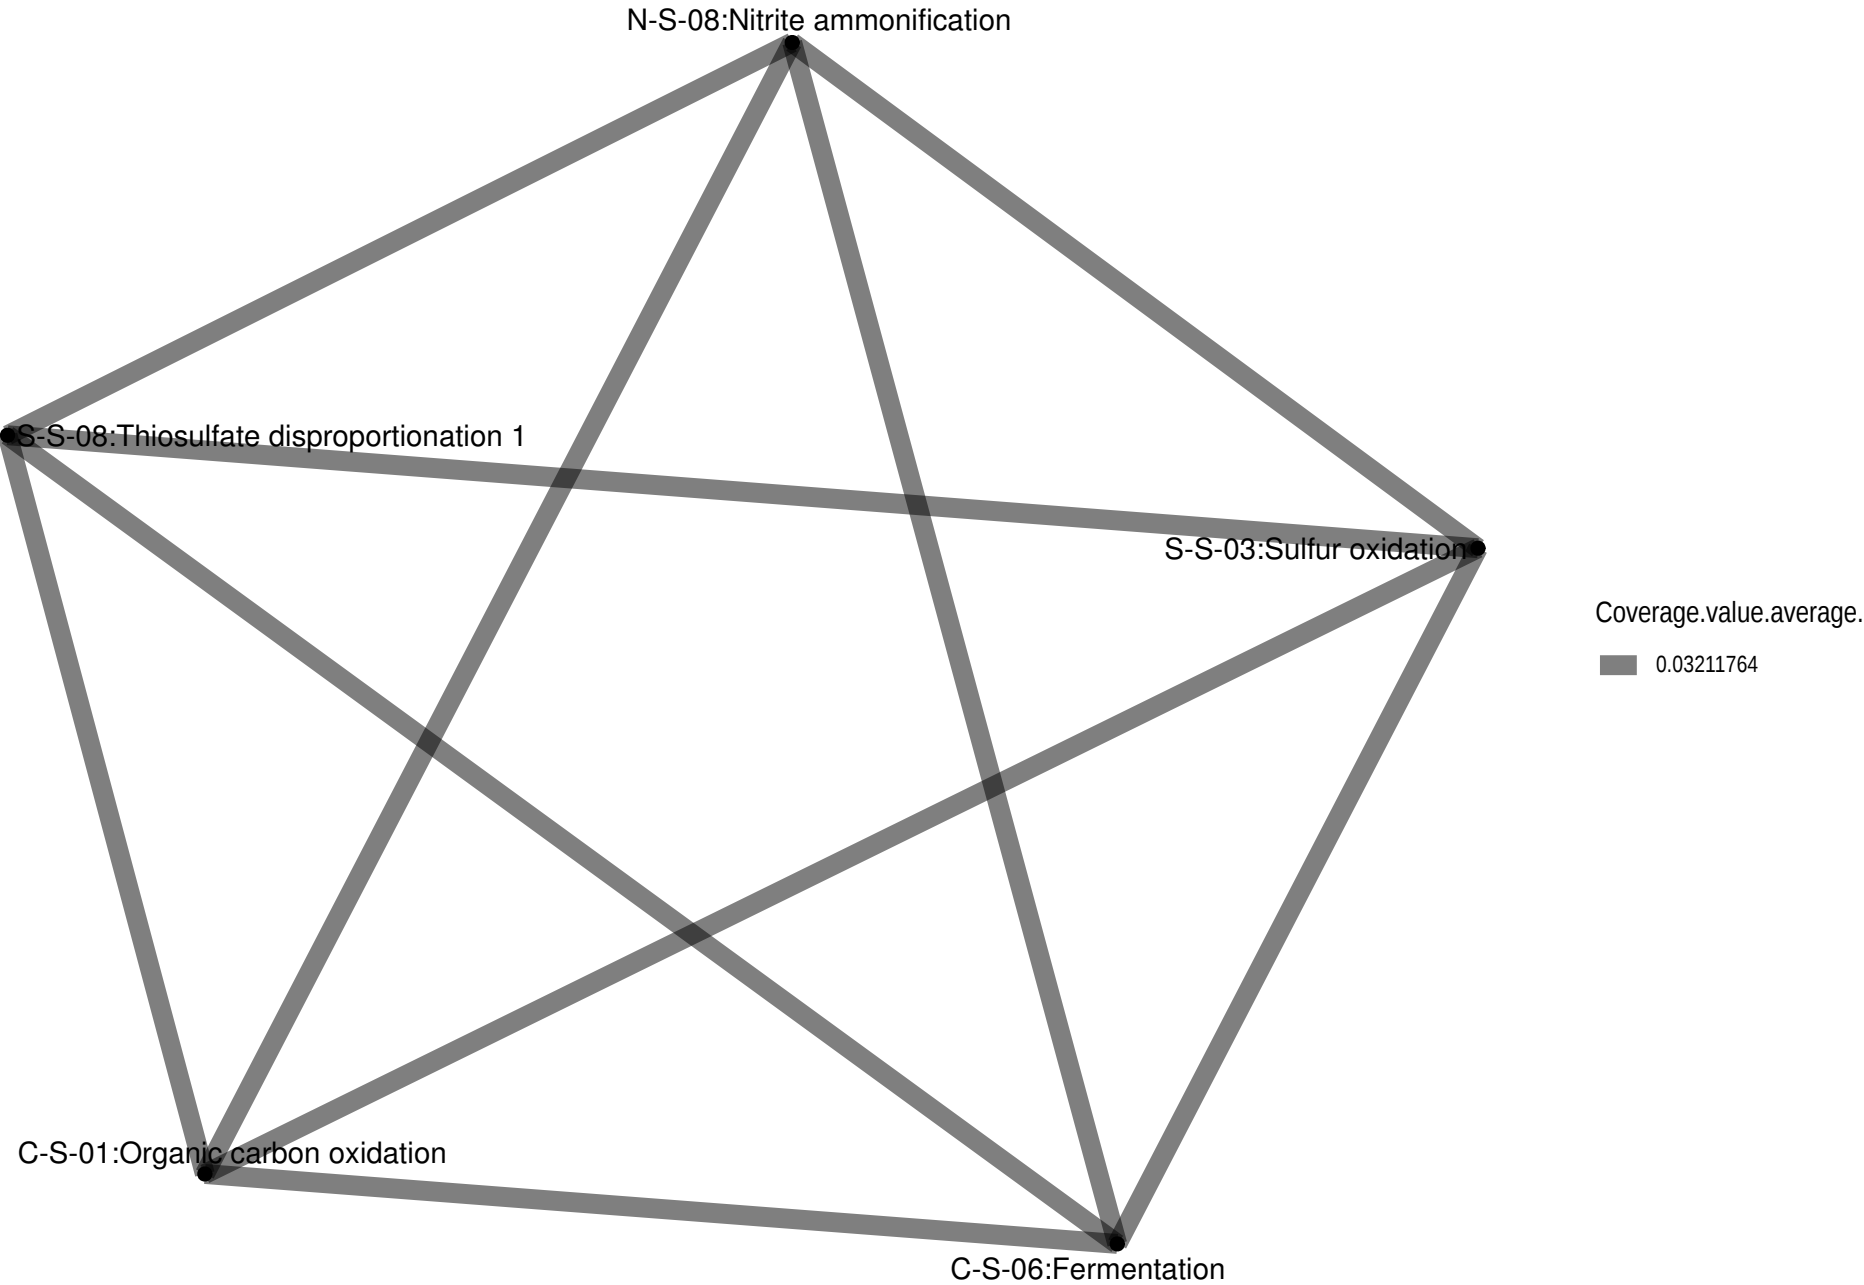 N-S-08:Nitrite ammonification
S-S-08:Thiosulfate disproportionation 1
S-S-03:Sulfur oxidation
Coverage.value.average.
0.03211764
C-S-01:Organic carbon oxidation
C-S-06:Fermentation